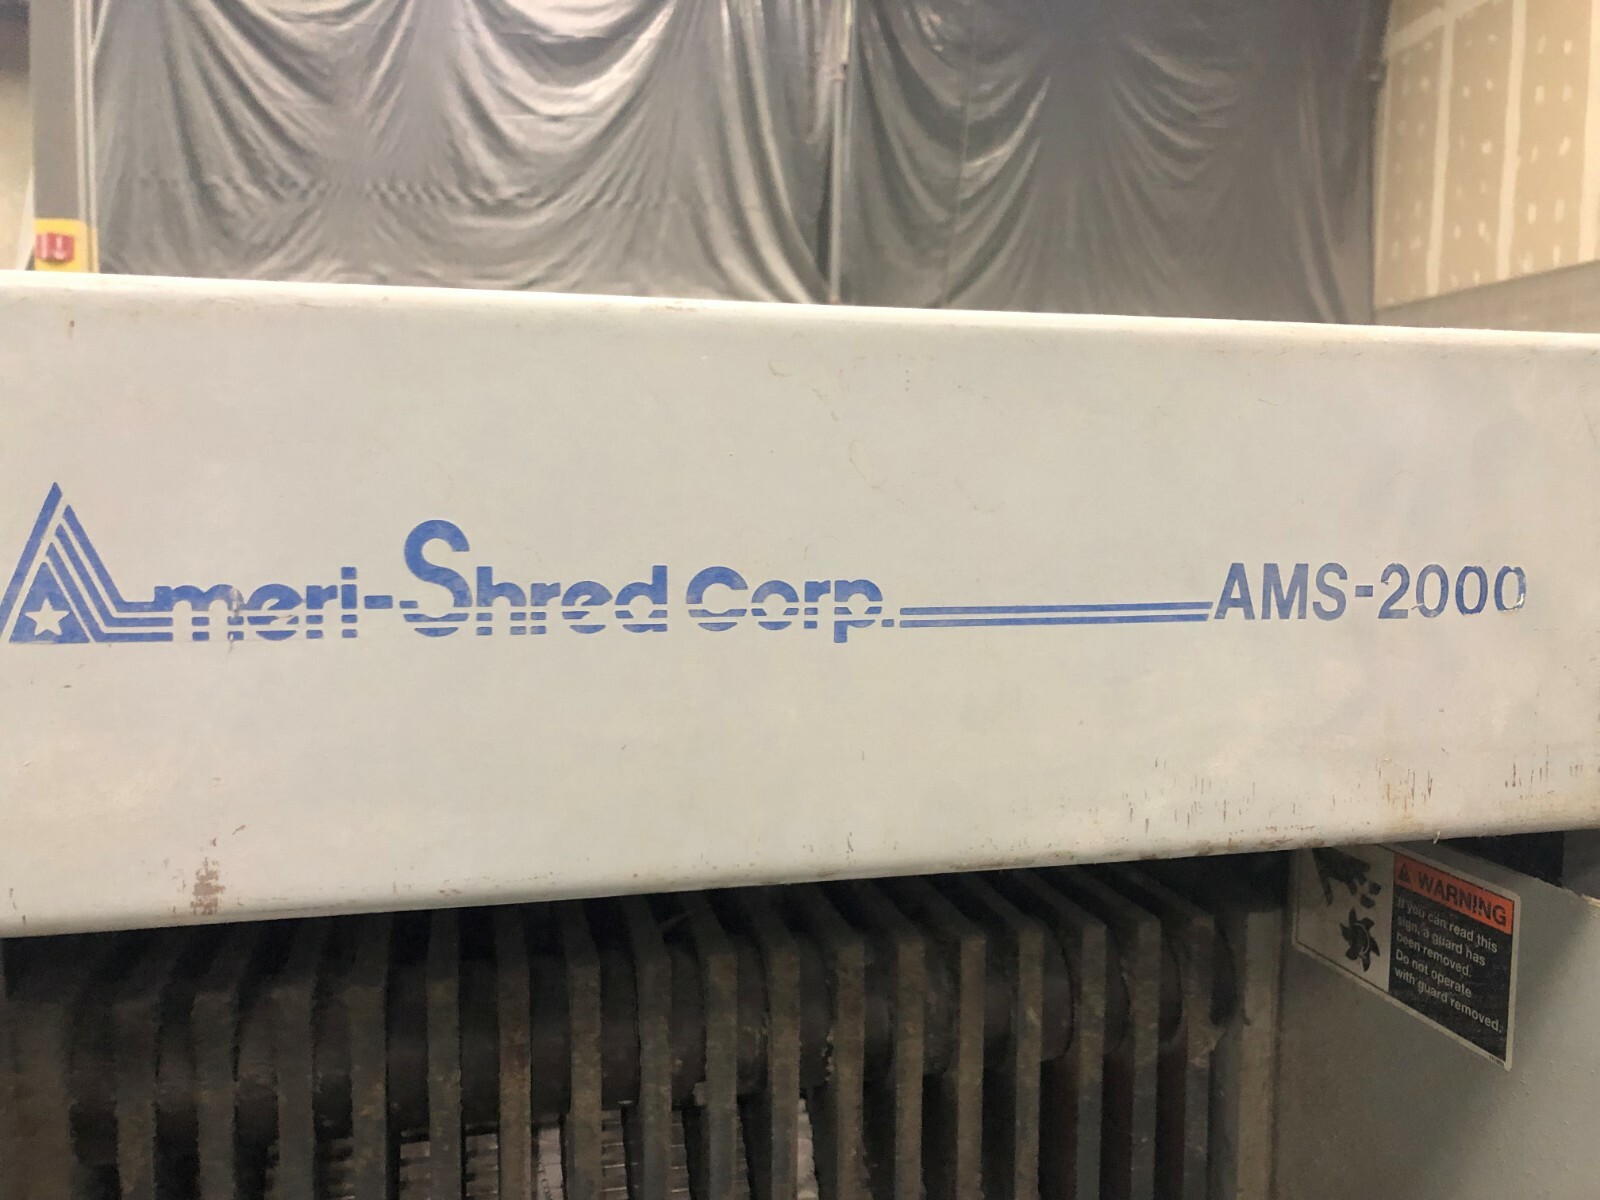 Ameri-Shred Corp. AMS-2000
WARNING
If you can read this
sign, a guard has
been removed.
Do not operate
with guard removed.